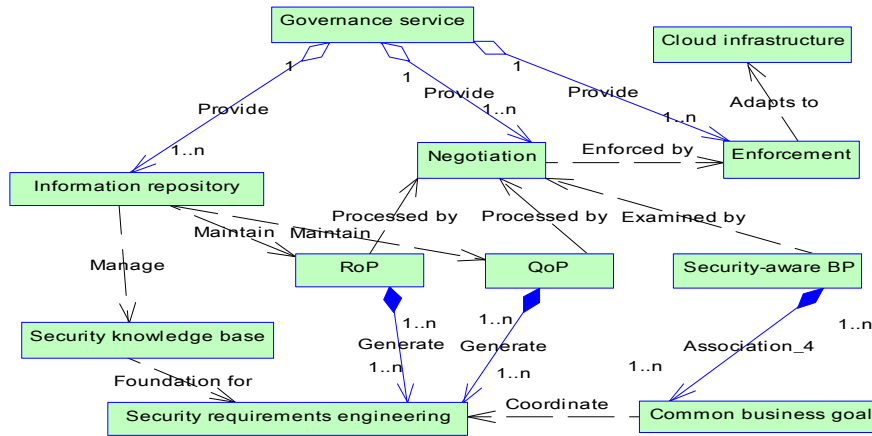 Governance service
Cloud infrastructure
1
1
1
Provide
Provide
Provide
Adapts to
1..n
1..n
1..n
Negotiation
Enforced by
Enforcement
Information repository
Processed by
Processed by
Examined by
Maintain
Maintain
Manage
RoP
QoP
Security-aware BP
Security knowledge base
1..n
1..n
1..n
Generate
Generate
Association_4
1..n
1..n
1..n
Foundation for
Coordinate
Security requirements engineering
Common business goal